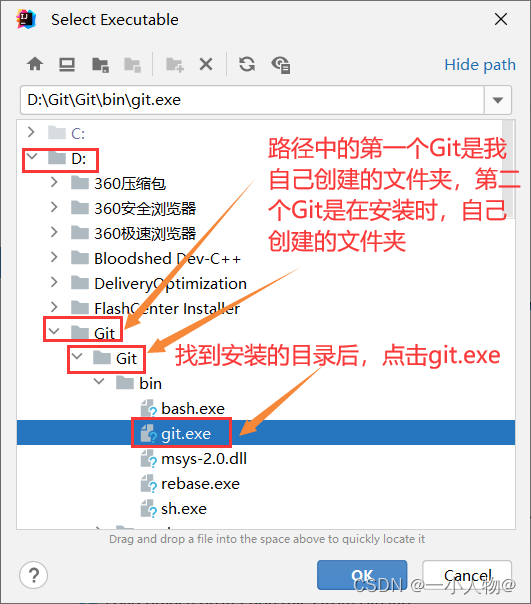 Select Executable
Hide path
D:\Git\Git\bin\git.exe
C:
D:
360压缩包
360安全浏览器
360极速浏览器
Bloodshed Dev-C++
DeliveryOptimization
FlashCenter Installer
Git
Git
bin
bash.exe
git.exe
msys-2.0.dll
rebase.exe
sh.exe
路径中的第一个Git是我
自己创建的文件夹，第二
个Git是在安装时，自己
创建的文件夹
找到安装的目录后，点击git.exe
Drag and drop a file into the space above to quickly locate it
?
OK
Cancel
CSDN @一小人物@